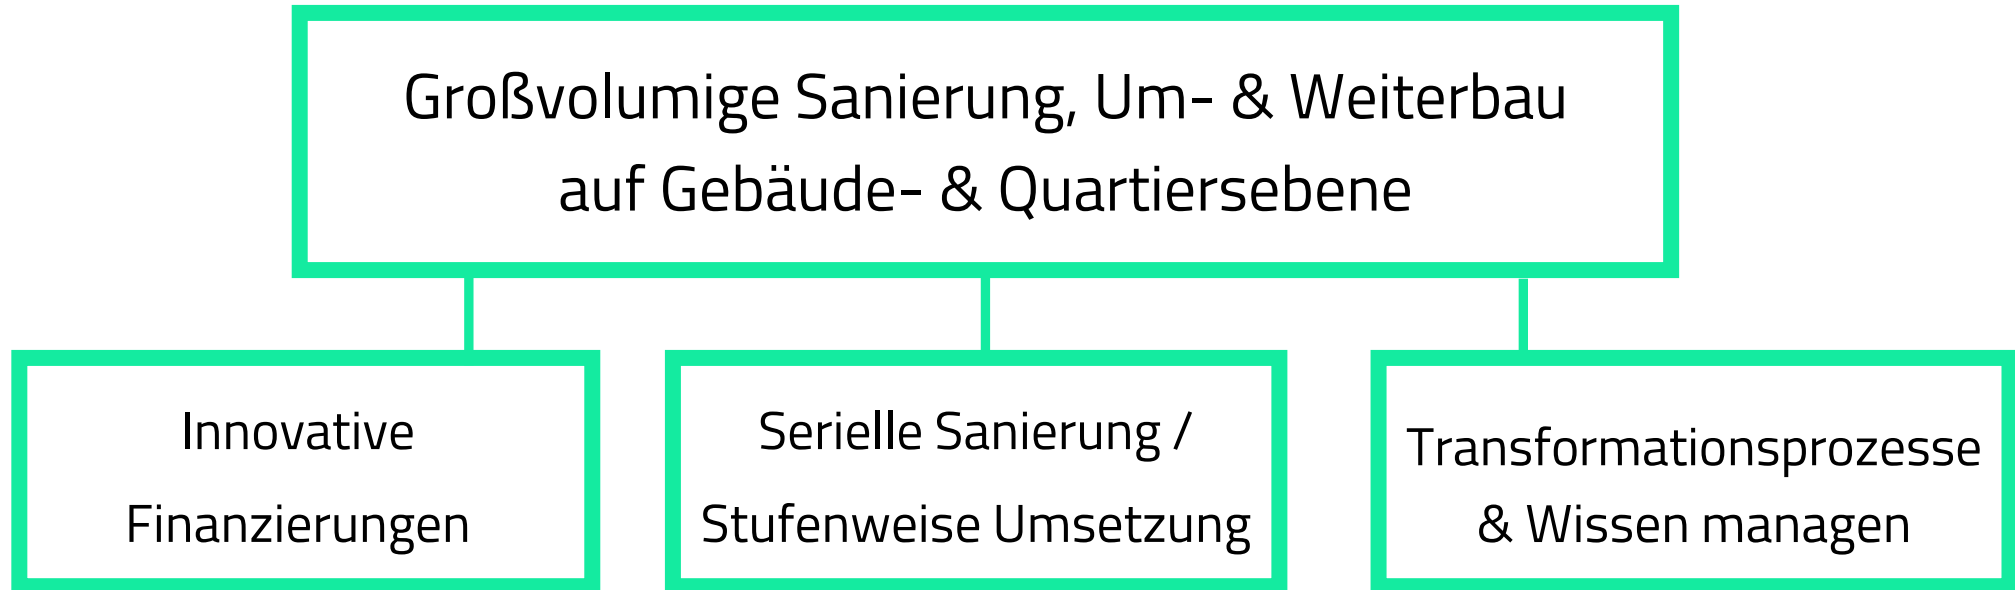 Großvolumige Sanierung, Um- & Weiterbau
auf Gebäude- & Quartiersebene
Innovative
Finanzierungen
Serielle Sanierung /
Stufenweise Umsetzung
Transformationsprozesse
& Wissen managen